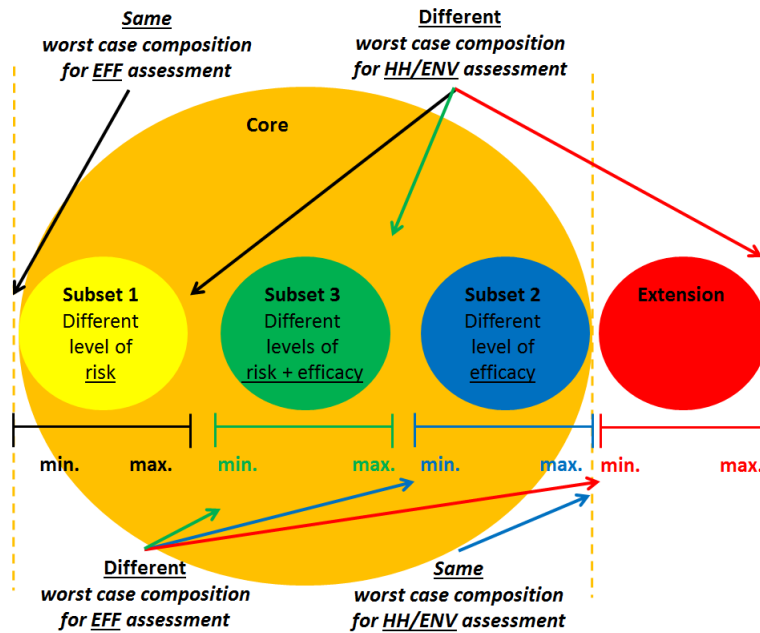 Same
worst case composition
for EFF assessment
Different
worst case composition
for HH/ENV assessment
Core
Subset 1
Different
level of
risk
Subset 3
Different
levels of
risk + efficacy
Subset 2
Different
level of
efficacy
Extension
min. max.
min. max.
min. max.
min. max.
Different
worst case composition
for EFF assessment
Same
worst case composition
for HH/ENV assessment